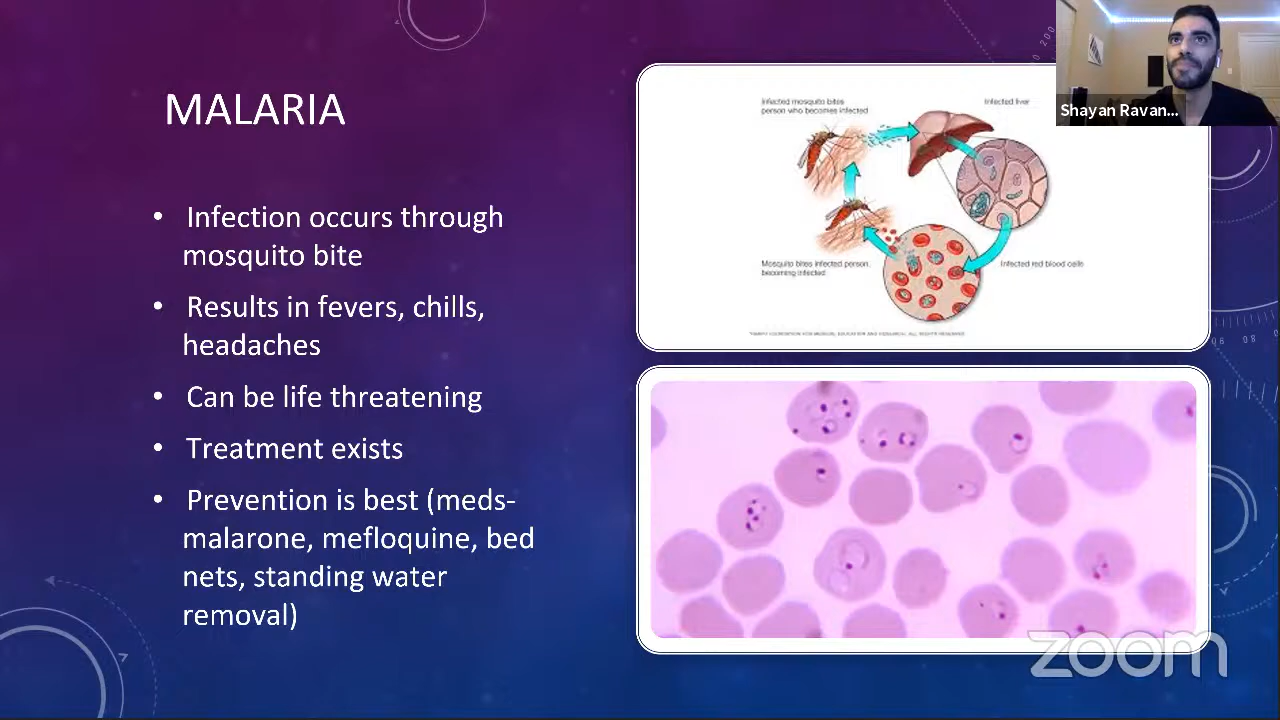 MALARIA
• Infection occurs through
mosquito bite
• Results in fevers, chills,
headaches
• Can be life threatening
• Treatment exists
• Prevention is best (meds-
malarone, mefloquine, bed
nets, standing water
removal)
Infected mosquito bites
person who becomes infected
Infected liver
Mosquito bites infected person,
becoming infected
Infected red blood cells
Shayan Ravan...
200
zoom